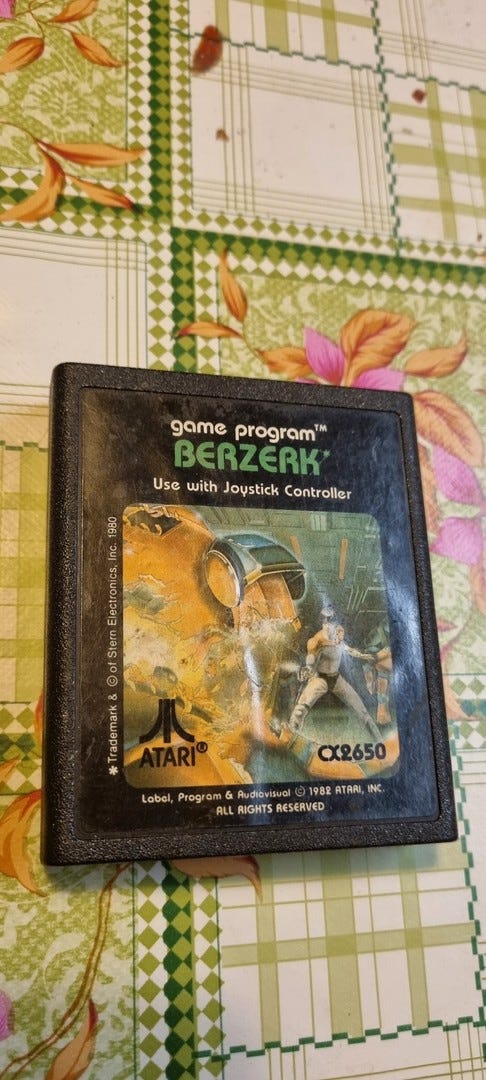 game program™
BERZERK*
Use with Joystick Controller
* Trademark & © of Stern Electronics, Inc. 1980
ATARI®
CX2650
Label, Program & Audiovisual © 1982 ATARI, INC.
ALL RIGHTS RESERVED